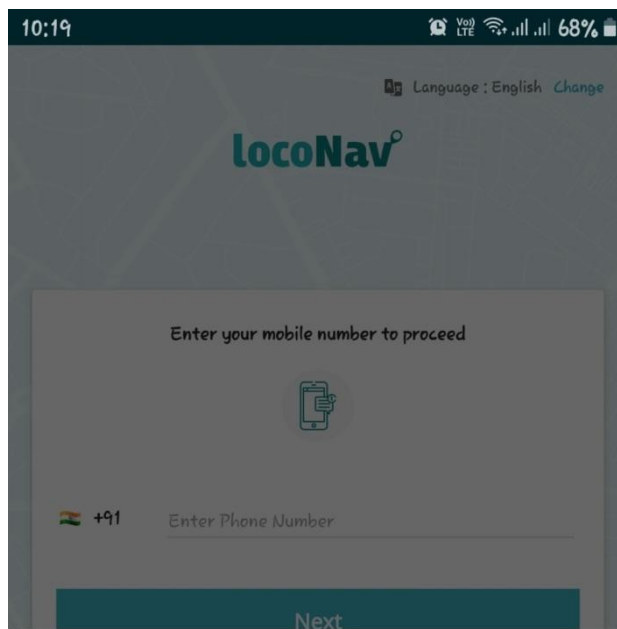 10:19 Vo)) LTE 68%
Language : English Change
locoNav
Enter your mobile number to proceed
+91 Enter Phone Number
Next